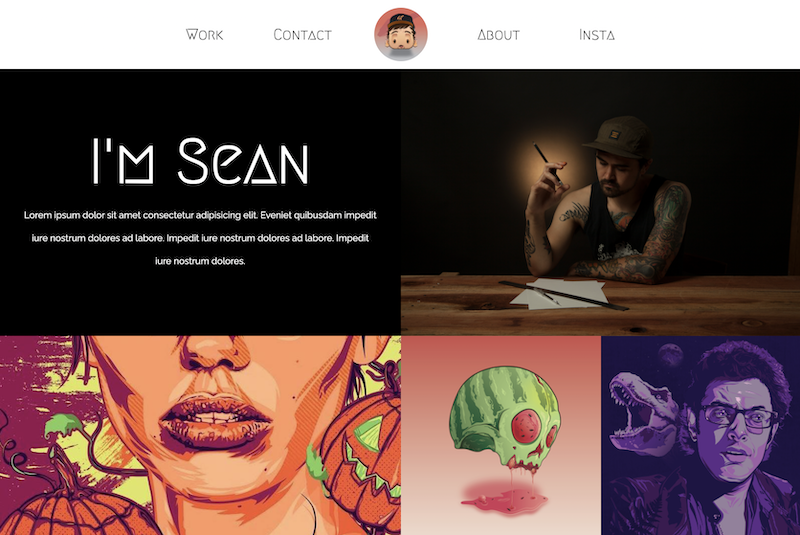 Work Contact About Insta
I'm Sean
Lorem ipsum dolor sit amet consectetur adipisicing elit. Eveniet quibusdam impedit
iure nostrum dolores ad labore. Impedit iure nostrum dolores ad labore. Impedit
iure nostrum dolores.